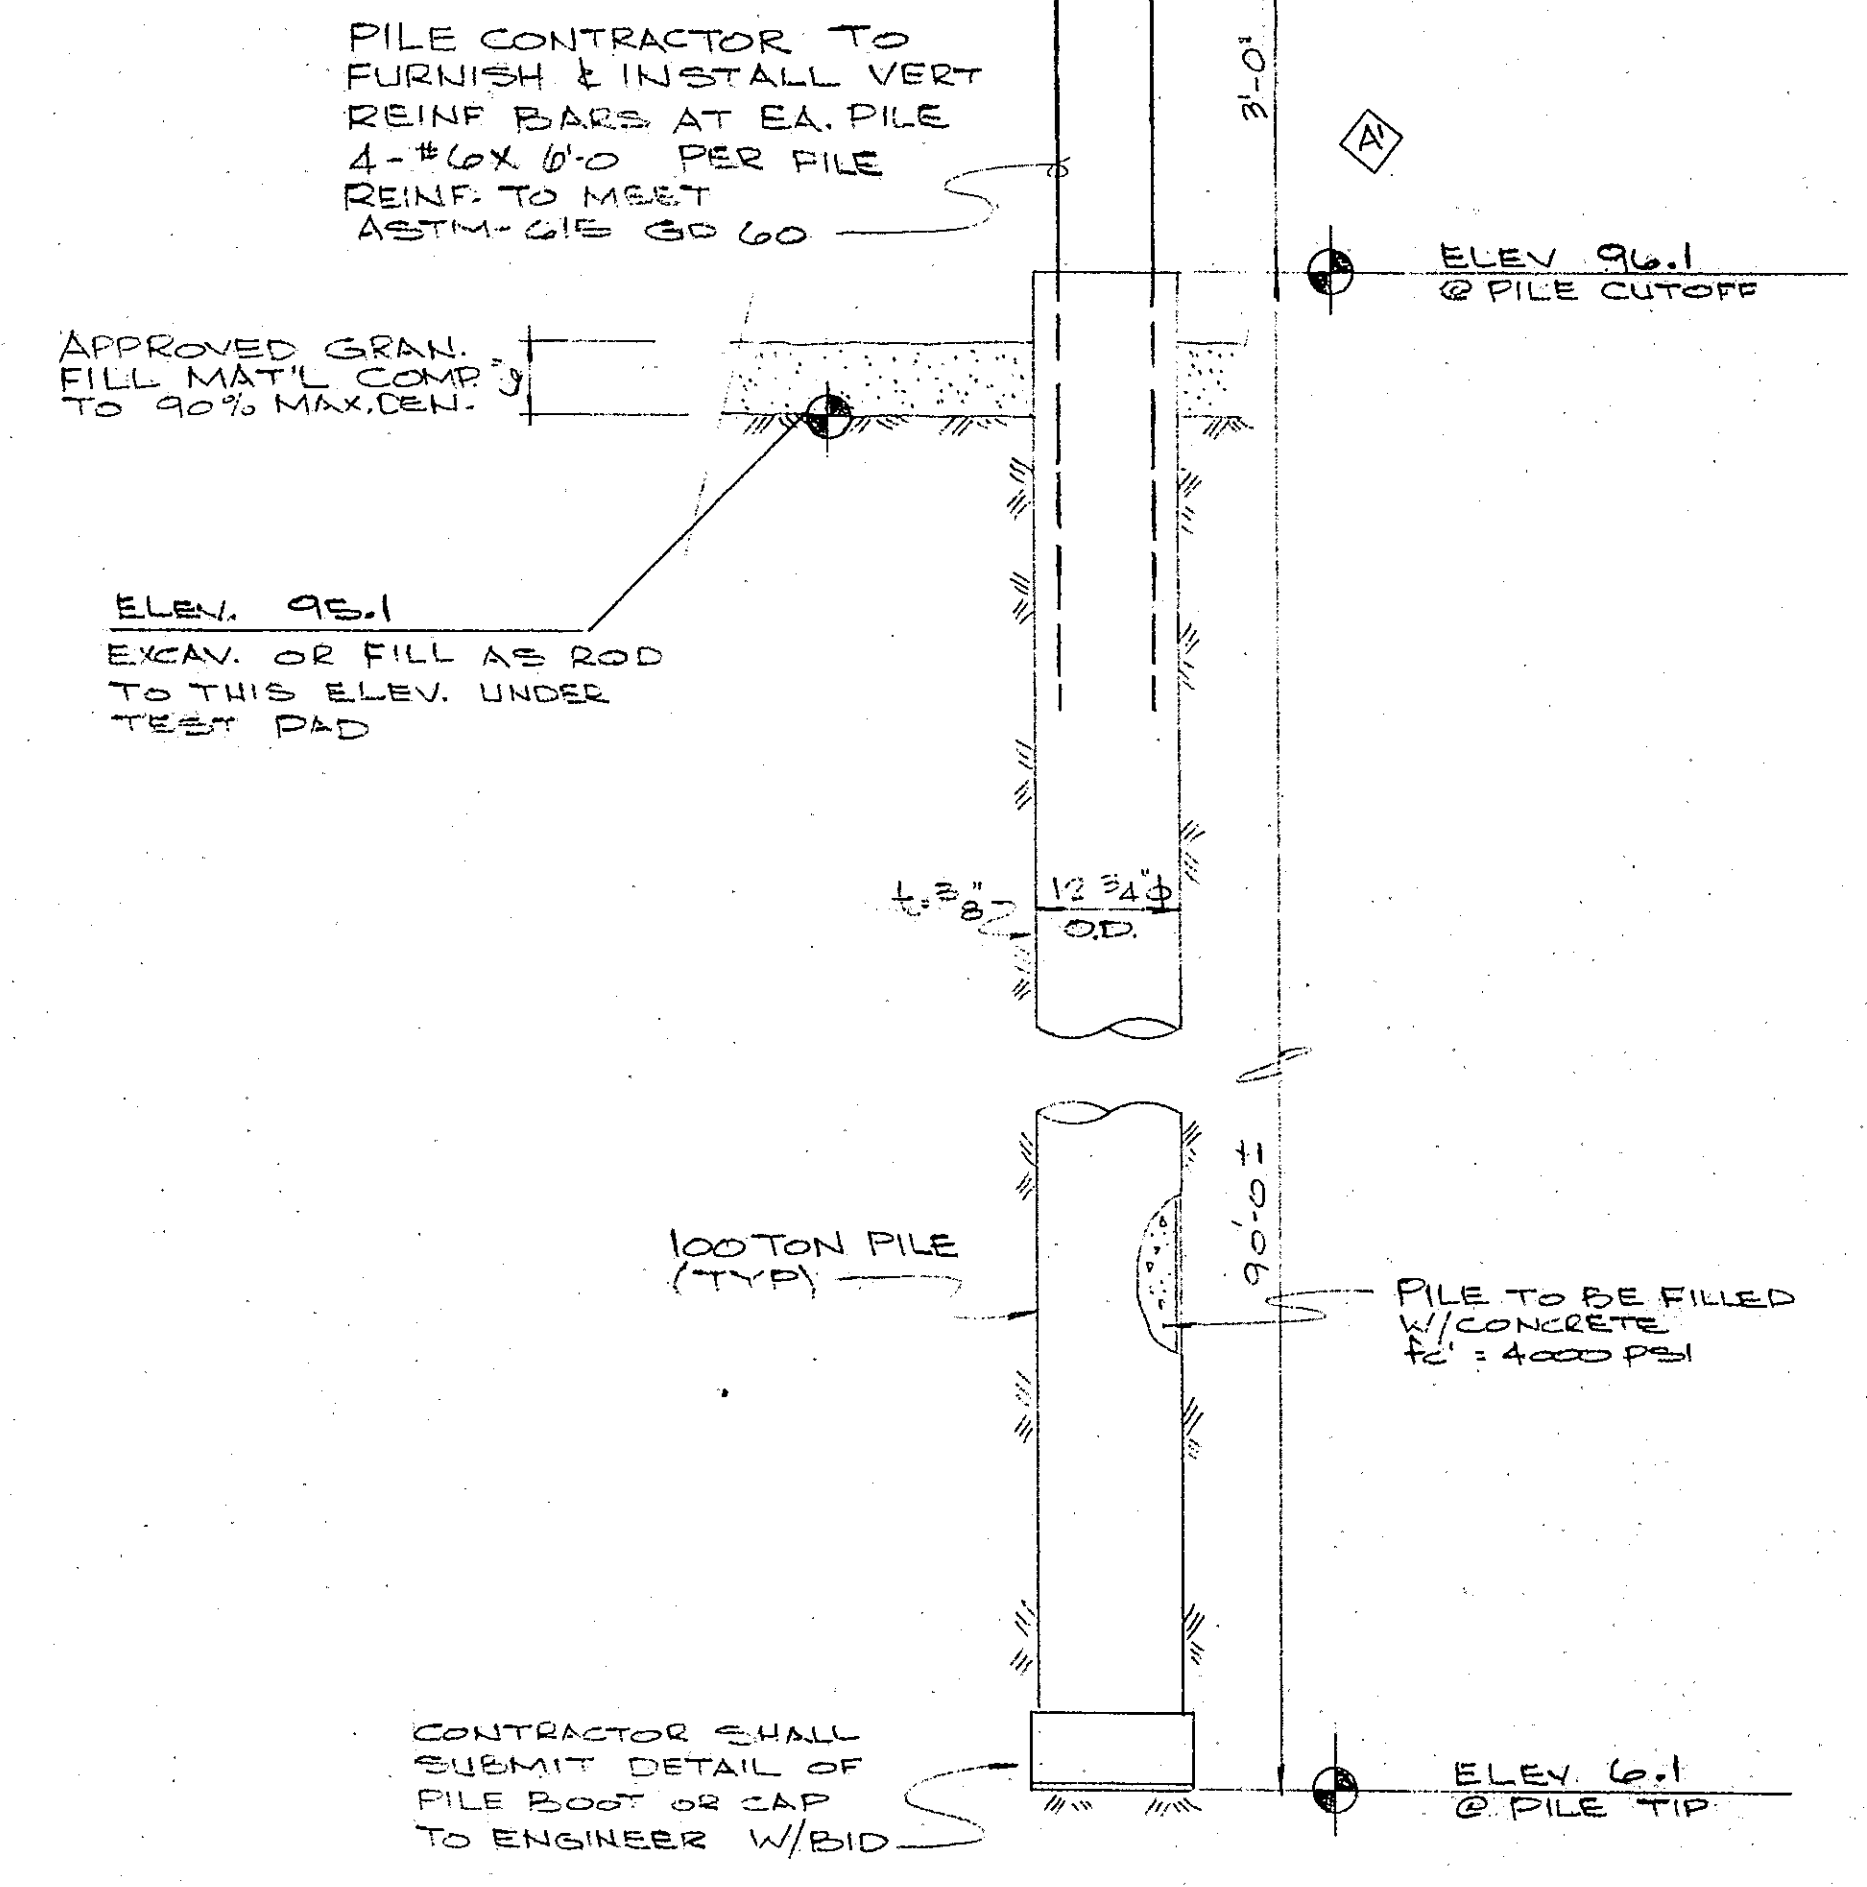 PILE CONTRACTOR TO
FURNISH & INSTALL VERT
REINF BARS AT EA. PILE
4-#6X 6'-0 PER PILE
REINF. TO MEET
ASTM-615 GD 60
3'-0"
A'
ELEV 96.1
@ PILE CUTOFF
APPROVED GRAN.
FILL MAT'L COMP.
TO 90% MAX.DEN.
ELEV. 95.1
EXCAV. OR FILL AS RQD
TO THIS ELEV. UNDER
TEST PAD
t=3/8"
12 3/4"ϕ
O.D.
90'-0±
100 TON PILE
(TYP)
PILE TO BE FILLED
W/CONCRETE
fc' = 4000 PSI
CONTRACTOR SHALL
SUBMIT DETAIL OF
PILE BOOT OR CAP
TO ENGINEER W/BID
ELEV. 6.1
@ PILE TIP